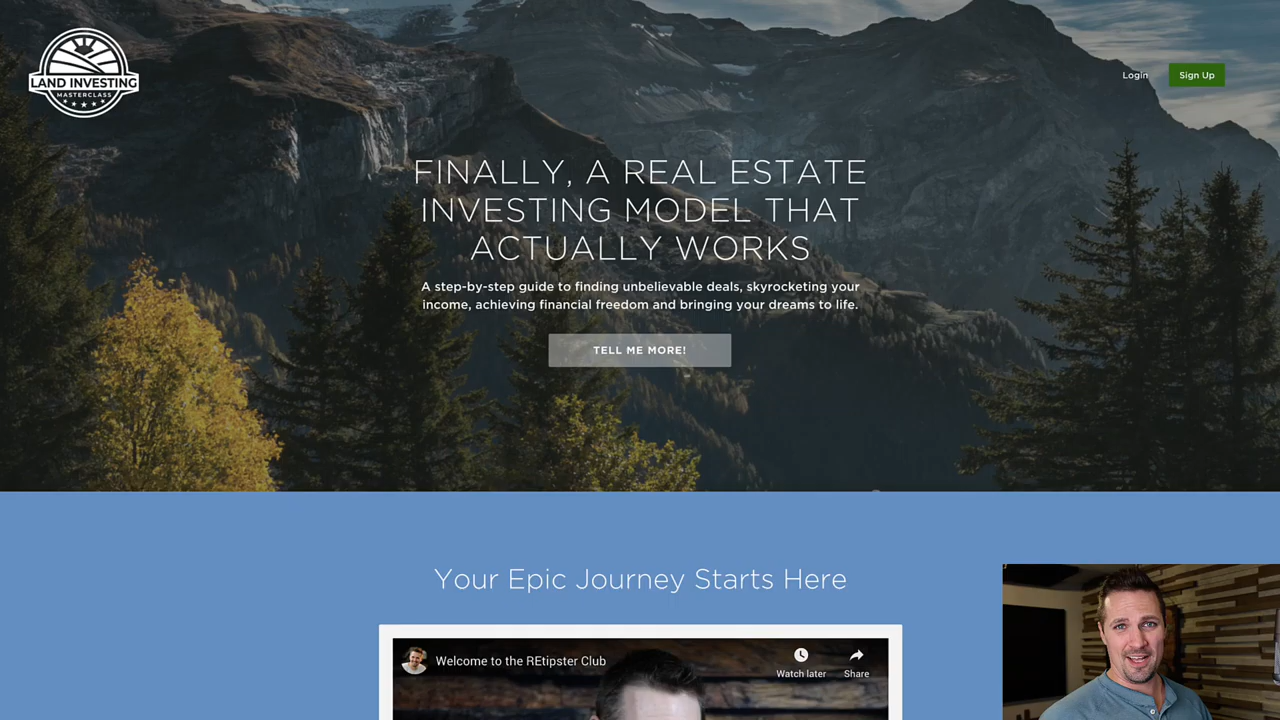 LAND INVESTING
MASTERCLASS
Login
Sign Up
FINALLY, A REAL ESTATE
INVESTING MODEL THAT
ACTUALLY WORKS
A step-by-step guide to finding unbelievable deals, skyrocketing your
income, achieving financial freedom and bringing your dreams to life.
TELL ME MORE!
Your Epic Journey Starts Here
Welcome to the REtipster Club
Watch later
Share